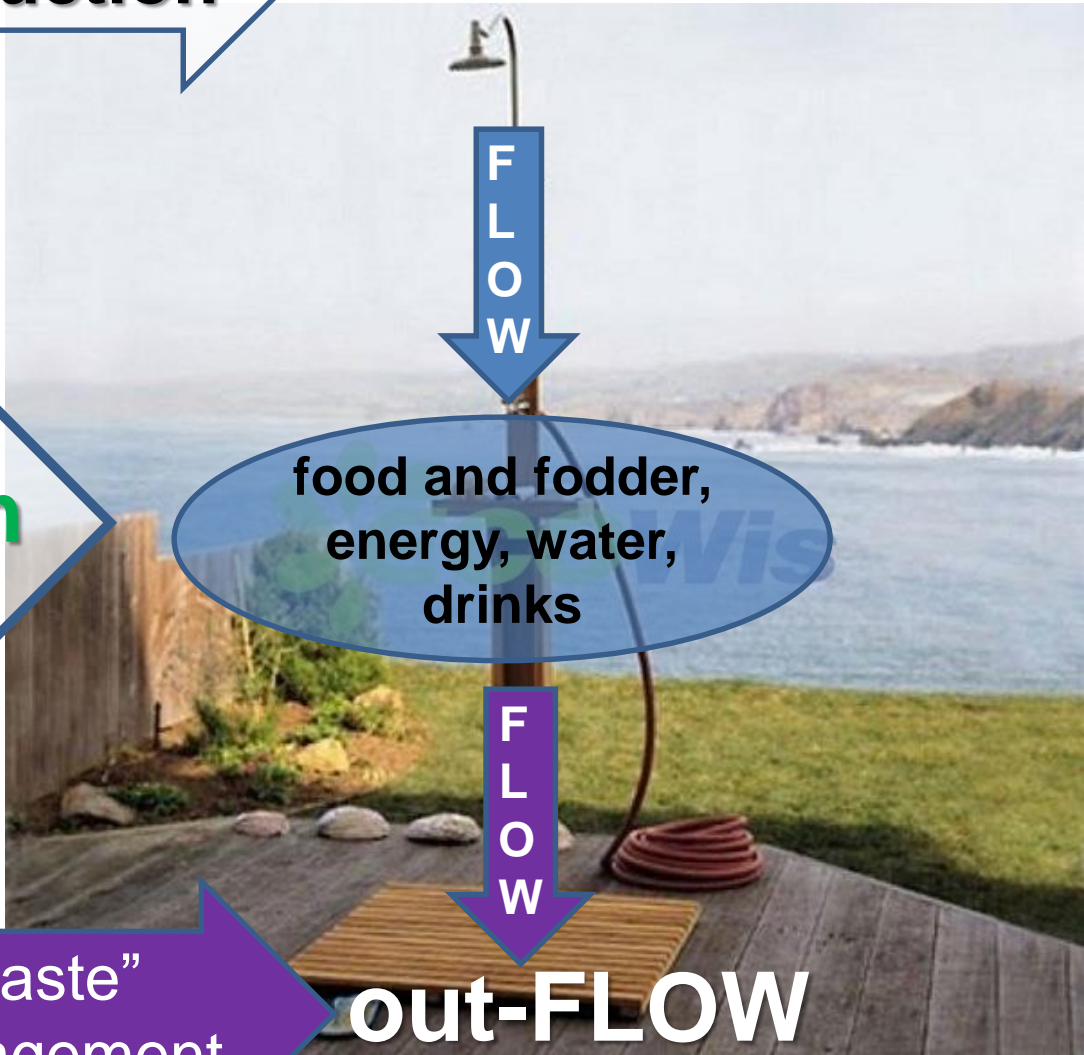 F
L
O
W
food and fodder,
energy, water,
drinks
F
L
O
W
aste”
out-FLOW